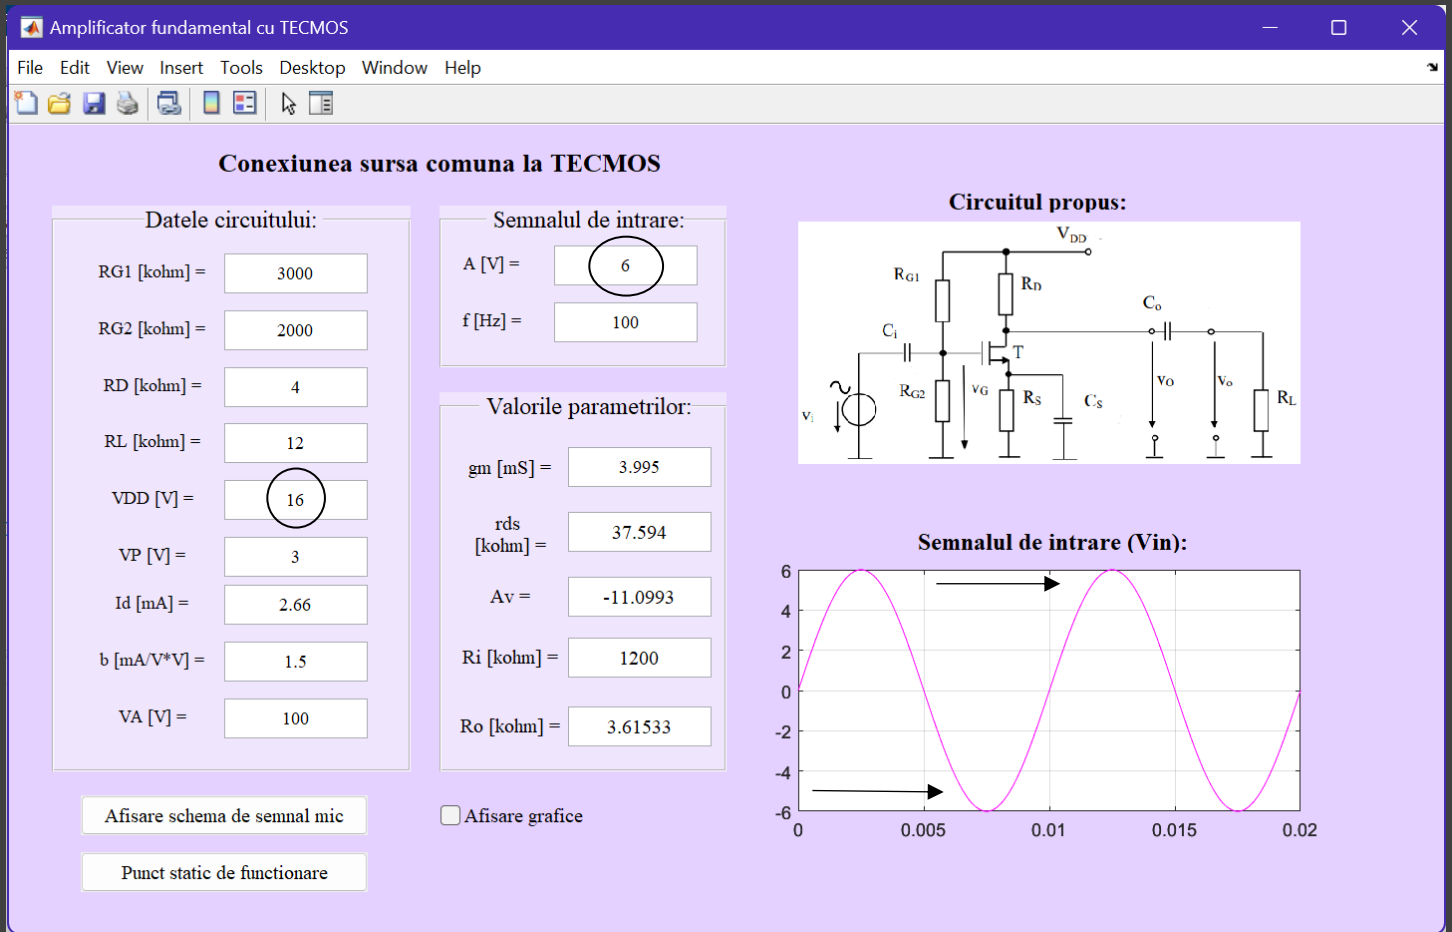 Amplificator fundamental cu TECMOS
File Edit View Insert Tools Desktop Window Help
Conexiunea sursa comuna la TECMOS
Datele circuitului:
RG1 [kohm] = 3000
RG2 [kohm] = 2000
RD [kohm] = 4
RL [kohm] = 12
VDD [V] = 16
VP [V] = 3
Id [mA] = 2.66
b [mA/V*V] = 1.5
VA [V] = 100
Afisare schema de semnal mic
Punct static de functionare
Semnalul de intrare:
A [V] = 6
f [Hz] = 100
Valorile parametrilor:
gm [mS] = 3.995
rds
[kohm] = 37.594
Av = -11.0993
Ri [kohm] = 1200
Ro [kohm] = 3.61533
Afisare grafice
Circuitul propus:
VDD
RG1
RD
Co
Ci
T
RG2
vG
RS
CS
vO
vo
RL
vi
Semnalul de intrare (Vin):
6
4
2
0
-2
-4
-6
0 0.005 0.01 0.015 0.02